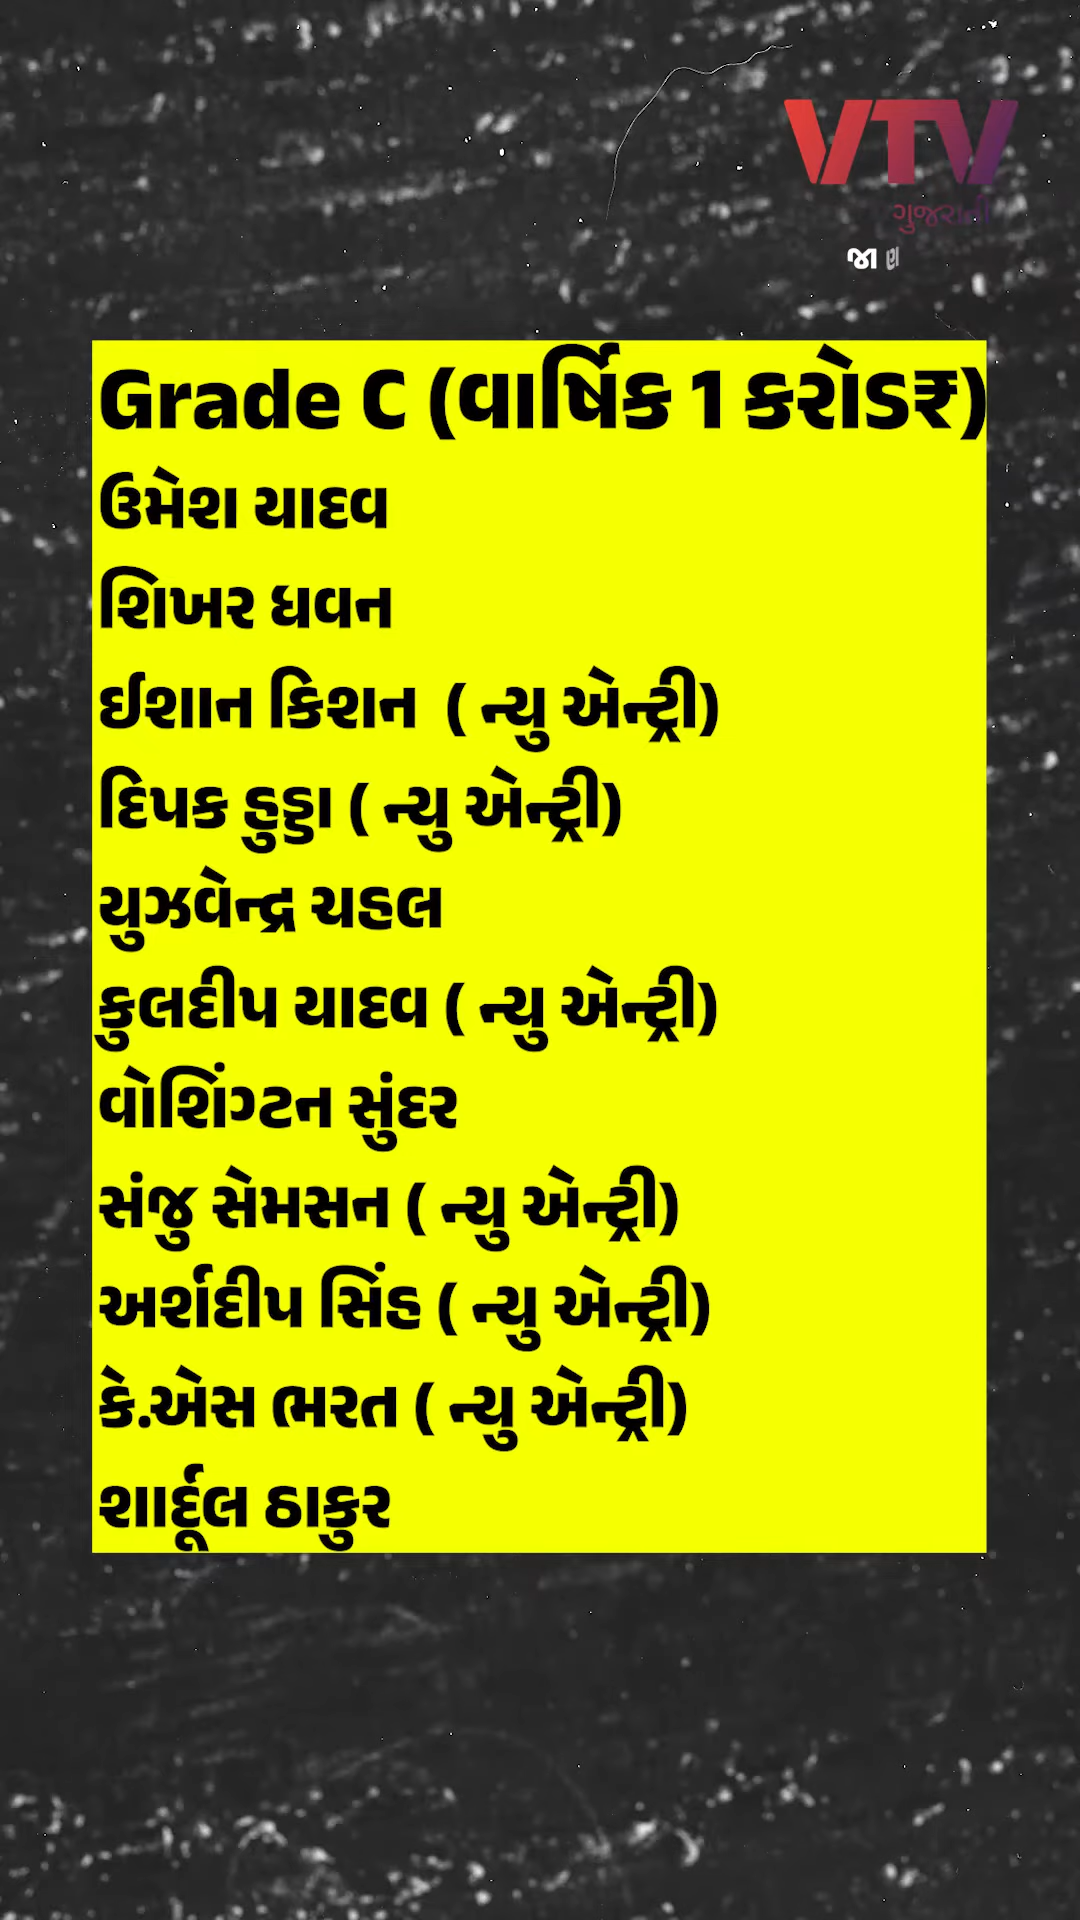 VTV
ગુજરાતી
જાણ
Grade C (વાર્ષિક 1 કરોડ₹)
ઉમેશ યાદવ
શિખર ધવન
ઈશાન કિશન ( ન્યુ એન્ટ્રી)
દિપક હુડ્ડા ( ન્યુ એન્ટ્રી)
યુઝવેન્દ્ર ચહલ
કુલદીપ યાદવ ( ન્યુ એન્ટ્રી)
વોશિંગ્ટન સુંદર
સંજુ સેમસન ( ન્યુ એન્ટ્રી)
અર્શદીપ સિંહ ( ન્યુ એન્ટ્રી)
કે.એસ ભરત ( ન્યુ એન્ટ્રી)
શાર્દૂલ ઠાકુર